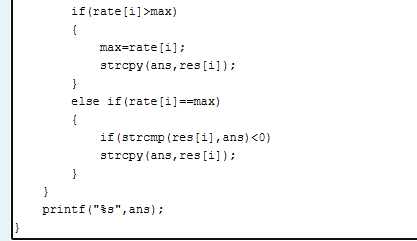 if(rate[i]>max)
{
max=rate[i];
strcpy(ans,res[i]);
}
else if(rate[i]==max)
{
if(strcmp(res[i],ans)<0)
strcpy(ans,res[i]);
}
}
printf("%s",ans);
}